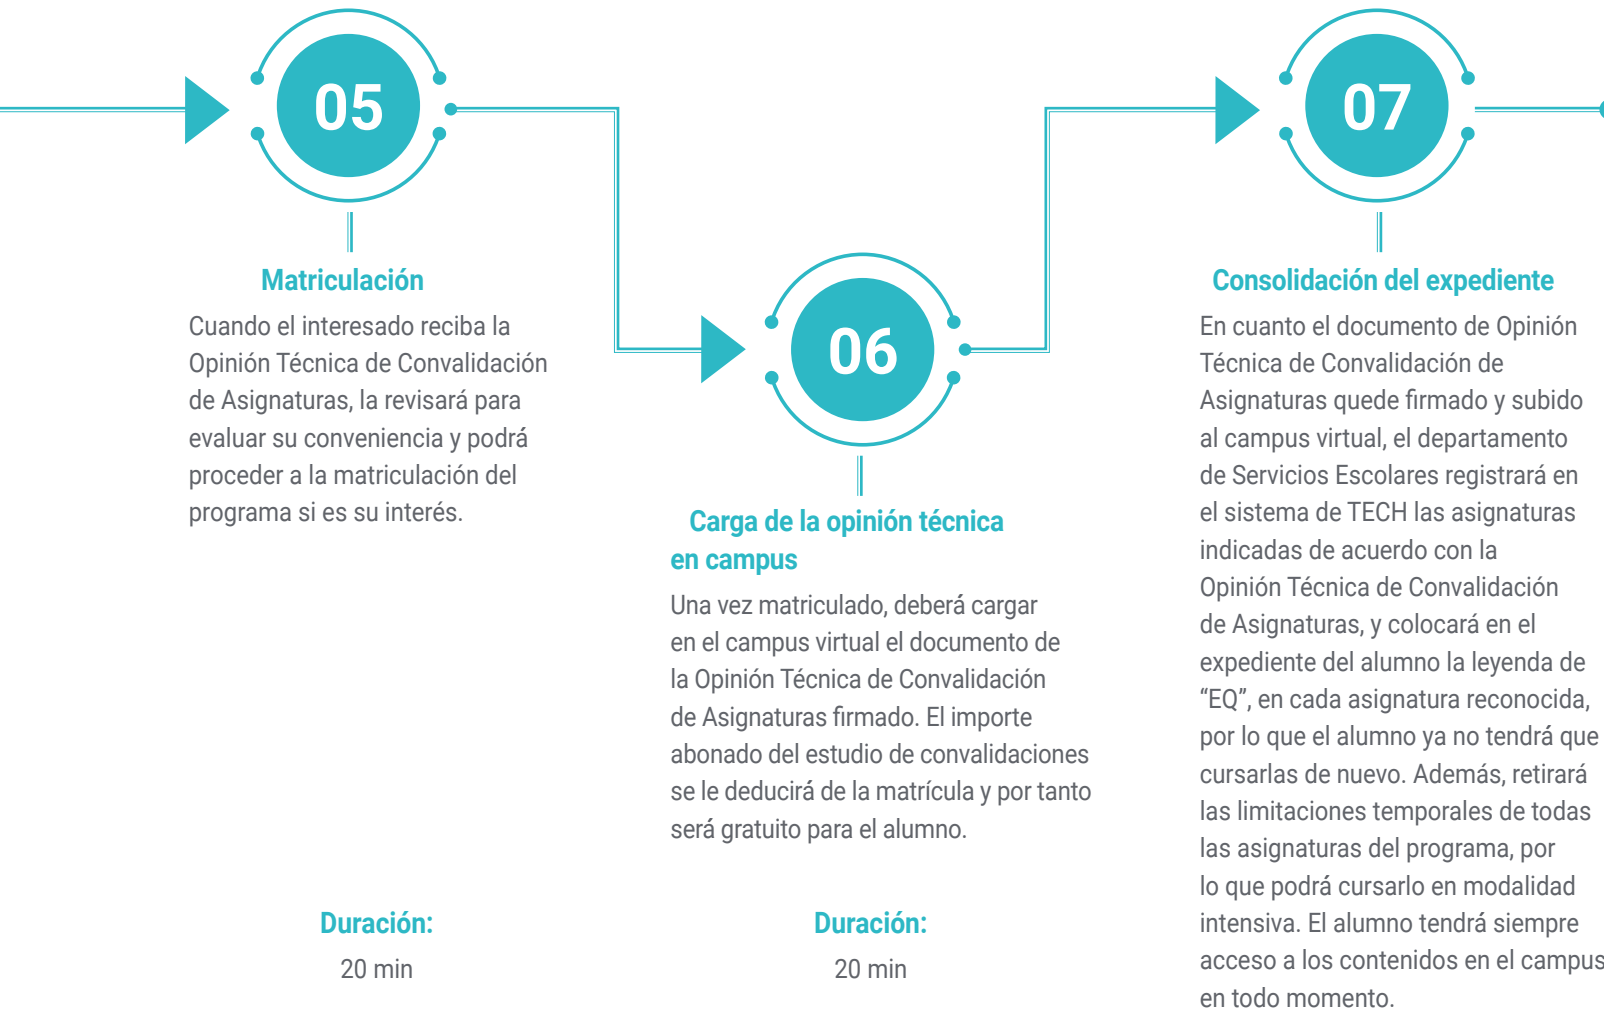 05
Matriculación
Cuando el interesado reciba la
Opinión Técnica de Convalidación
de Asignaturas, la revisará para
evaluar su conveniencia y podrá
proceder a la matriculación del
programa si es su interés.
Duración:
20 min
06
Carga de la opinión técnica
en campus
Una vez matriculado, deberá cargar
en el campus virtual el documento de
la Opinión Técnica de Convalidación
de Asignaturas firmado. El importe
abonado del estudio de convalidaciones
se le deducirá de la matrícula y por tanto
será gratuito para el alumno.
Duración:
20 min
07
Consolidación del expediente
En cuanto el documento de Opinión
Técnica de Convalidación de
Asignaturas quede firmado y subido
al campus virtual, el departamento
de Servicios Escolares registrará en
el sistema de TECH las asignaturas
indicadas de acuerdo con la
Opinión Técnica de Convalidación
de Asignaturas, y colocará en el
expediente del alumno la leyenda de
“EQ”, en cada asignatura reconocida,
por lo que el alumno ya no tendrá que
cursarlas de nuevo. Además, retirará
las limitaciones temporales de todas
las asignaturas del programa, por
lo que podrá cursarlo en modalidad
intensiva. El alumno tendrá siempre
acceso a los contenidos en el campus
en todo momento.